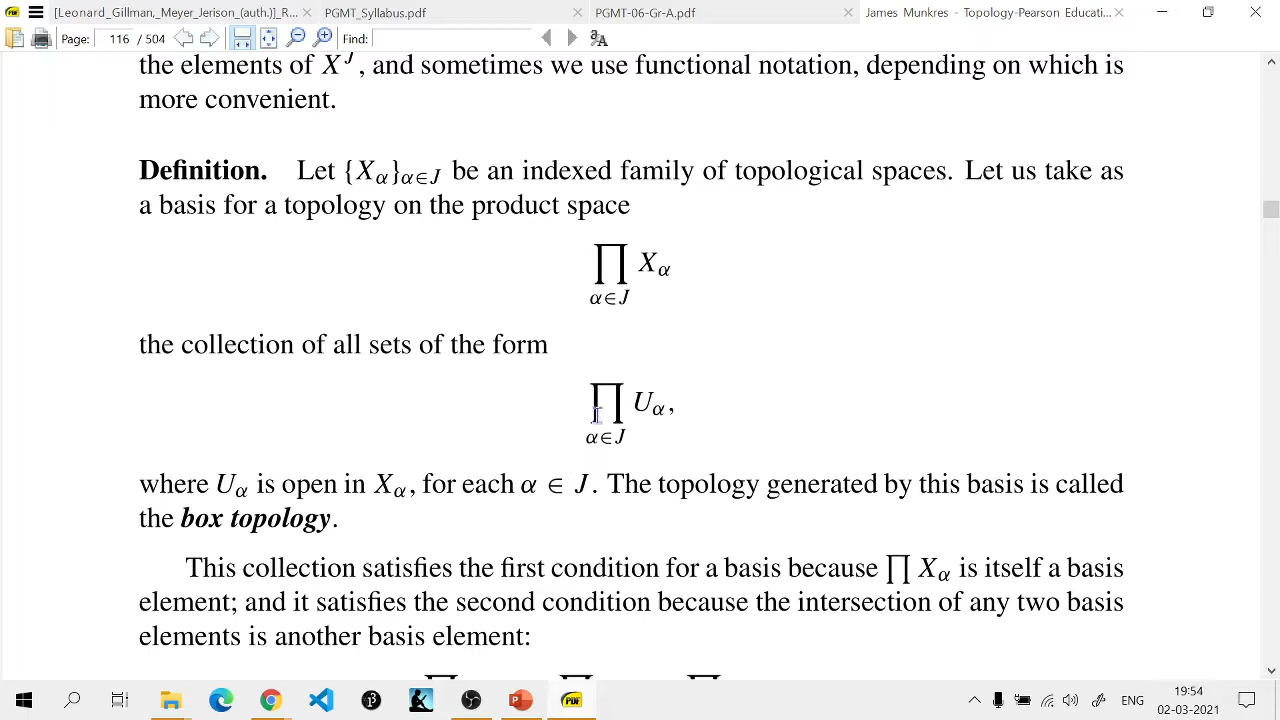 [Leonard_Gillman,_Meyer_Jerison_(auth.)]_R... PGMT_Syllabus.pdf PGMT-06-Gr-A.pdf James Munkres - Topology-Pearson Educati...
Page: 116 / 504 Find:
the elements of X^J, and sometimes we use functional notation, depending on which is
more convenient.
Definition. Let {X_α}_{α∈J} be an indexed family of topological spaces. Let us take as
a basis for a topology on the product space
∏ X_α
α∈J
the collection of all sets of the form
∏ U_α,
α∈J
where U_α is open in X_α, for each α ∈ J. The topology generated by this basis is called
the box topology.
This collection satisfies the first condition for a basis because ∏ X_α is itself a basis
element; and it satisfies the second condition because the intersection of any two basis
elements is another basis element:
ENG 19:54
02-03-2021